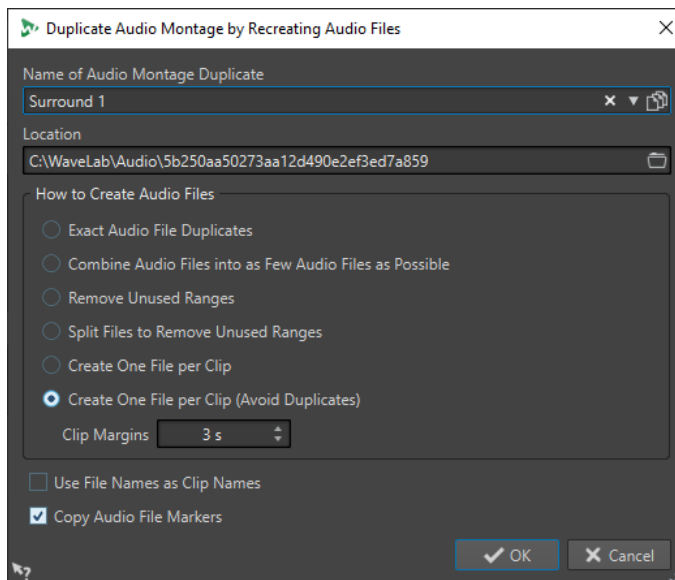 Duplicate Audio Montage by Recreating Audio Files
Name of Audio Montage Duplicate
Surround 1
Location
C:\WaveLab\Audio\5b250aa50273aa12d490e2ef3ed7a859
How to Create Audio Files
Exact Audio File Duplicates
Combine Audio Files into as Few Audio Files as Possible
Remove Unused Ranges
Split Files to Remove Unused Ranges
Create One File per Clip
Create One File per Clip (Avoid Duplicates)
Clip Margins 3 s
Use File Names as Clip Names
Copy Audio File Markers
OK Cancel
?